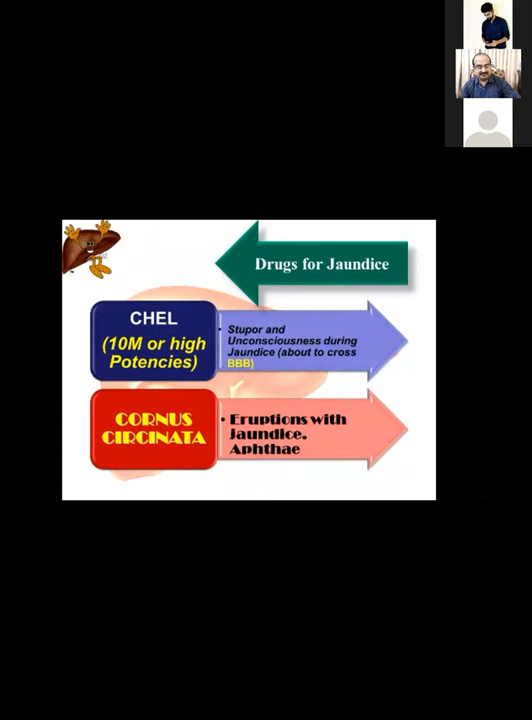 Drugs for Jaundice
CHEL
(10M or high
Potencies)
• Stupor and
Unconsciousness during
Jaundice (about to cross
BBB)
CORNUS
CIRCINATA
• Eruptions with
Jaundice.
Aphthae